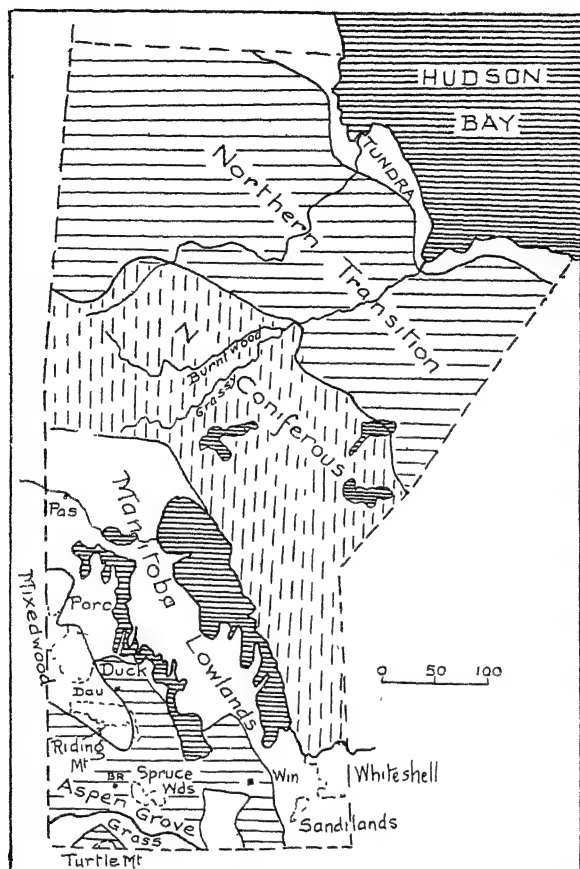 HUDSON
BAY
TUNDRA
Northern
Transition
Burntwood
Grassy
Coniferous
Manitoba
Lowlands
Pas
Mixedwood
Porc
Duck
Dau
Riding
Mt
BR
Spruce
Wds
Win
Whiteshell
Sandilands
Aspen Grove
Grass
Turtle Mt
0 50 100